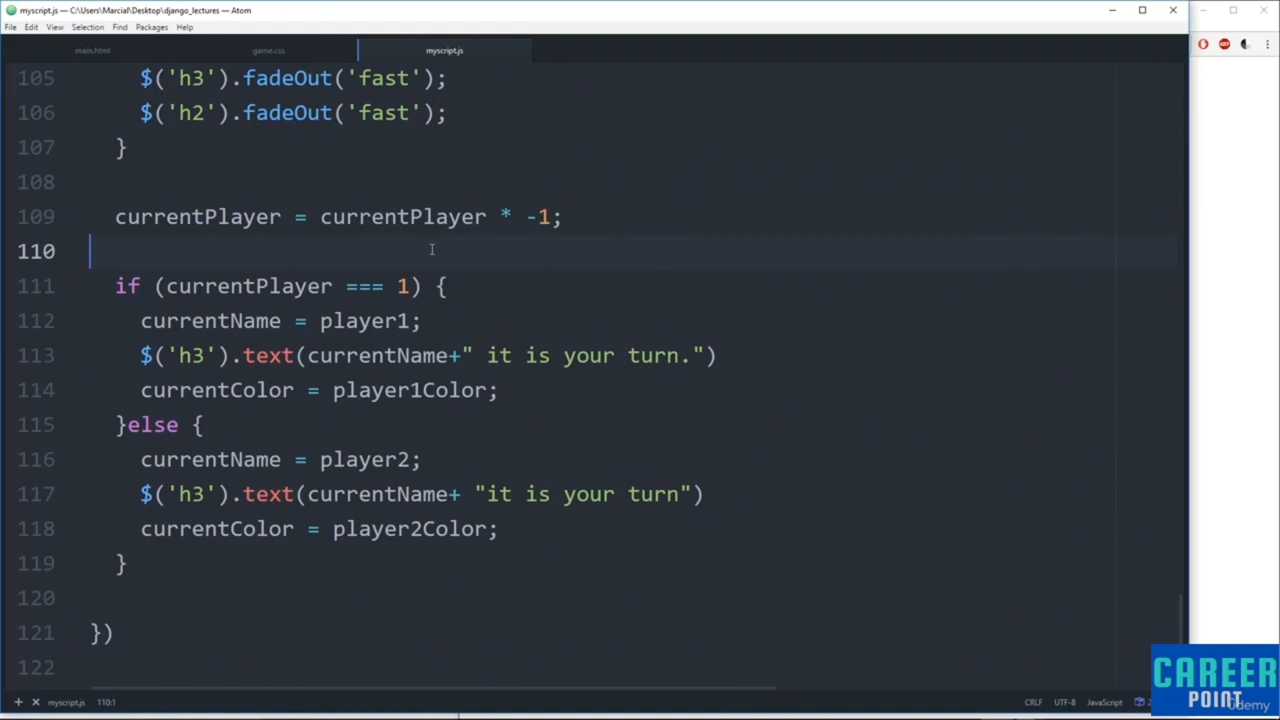 myscript.js — C:\Users\Marcial\Desktop\django_lectures — Atom
File Edit View Selection Find Packages Help
main.html game.css myscript.js
105 $('h3').fadeOut('fast');
106 $('h2').fadeOut('fast');
107 }
108
109 currentPlayer = currentPlayer * -1;
110
111 if (currentPlayer === 1) {
112 currentName = player1;
113 $('h3').text(currentName+" it is your turn.")
114 currentColor = player1Color;
115 }else {
116 currentName = player2;
117 $('h3').text(currentName+ "it is your turn")
118 currentColor = player2Color;
119 }
120
121 })
122
CAREER
POINT
Udemy
myscript.js 110:1 CRLF UTF-8 JavaScript